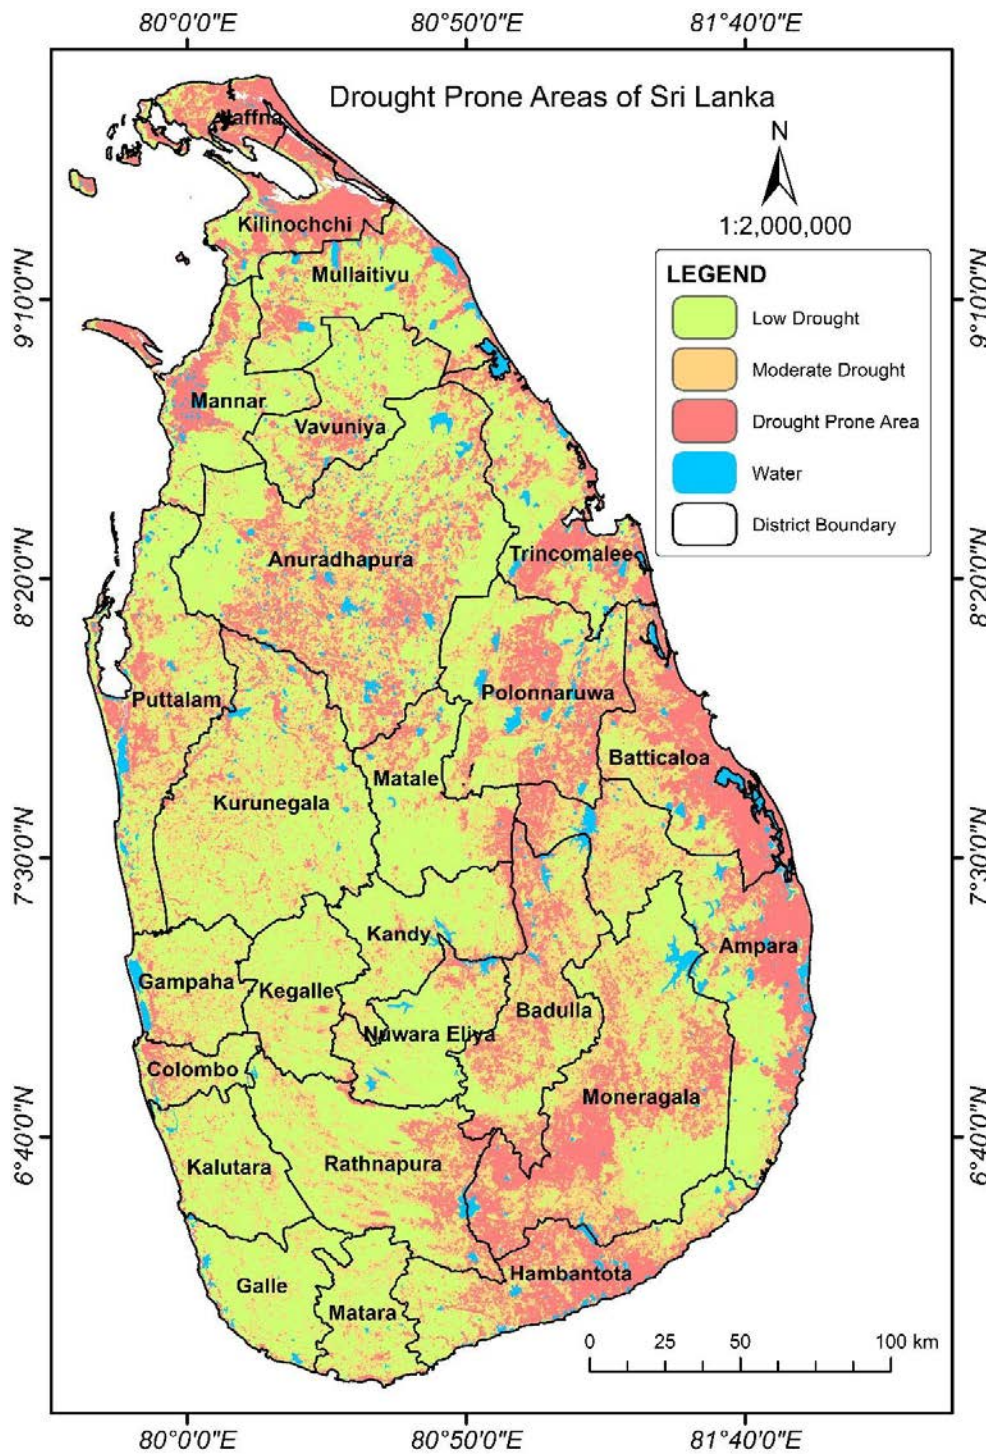 80°0'0"E 80°50'0"E 81°40'0"E
Drought Prone Areas of Sri Lanka
N
1:2,000,000
LEGEND
Low Drought
Moderate Drought
Drought Prone Area
Water
District Boundary
9°10'0"N 9°10'0"N
8°20'0"N 8°20'0"N
7°30'0"N 7°30'0"N
6°40'0"N 6°40'0"N
Jaffna
Kilinochchi
Mullaitivu
Mannar
Vavuniya
Anuradhapura
Trincomalee
Puttalam
Polonnaruwa
Batticaloa
Matale
Kurunegala
Kandy
Ampara
Gampaha
Kegalle
Badulla
Nuwara Eliya
Colombo
Moneragala
Kalutara
Rathnapura
Hambantota
Galle
Matara
0 25 50 100 km
80°0'0"E 80°50'0"E 81°40'0"E